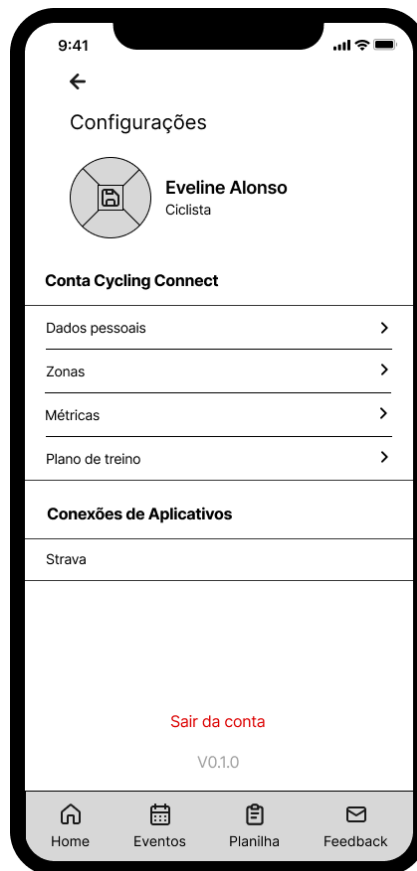 9:41
Configurações
Eveline Alonso
Ciclista
Conta Cycling Connect
Dados pessoais
Zonas
Métricas
Plano de treino
Conexões de Aplicativos
Strava
Sair da conta
V0.1.0
Home Eventos Planilha Feedback